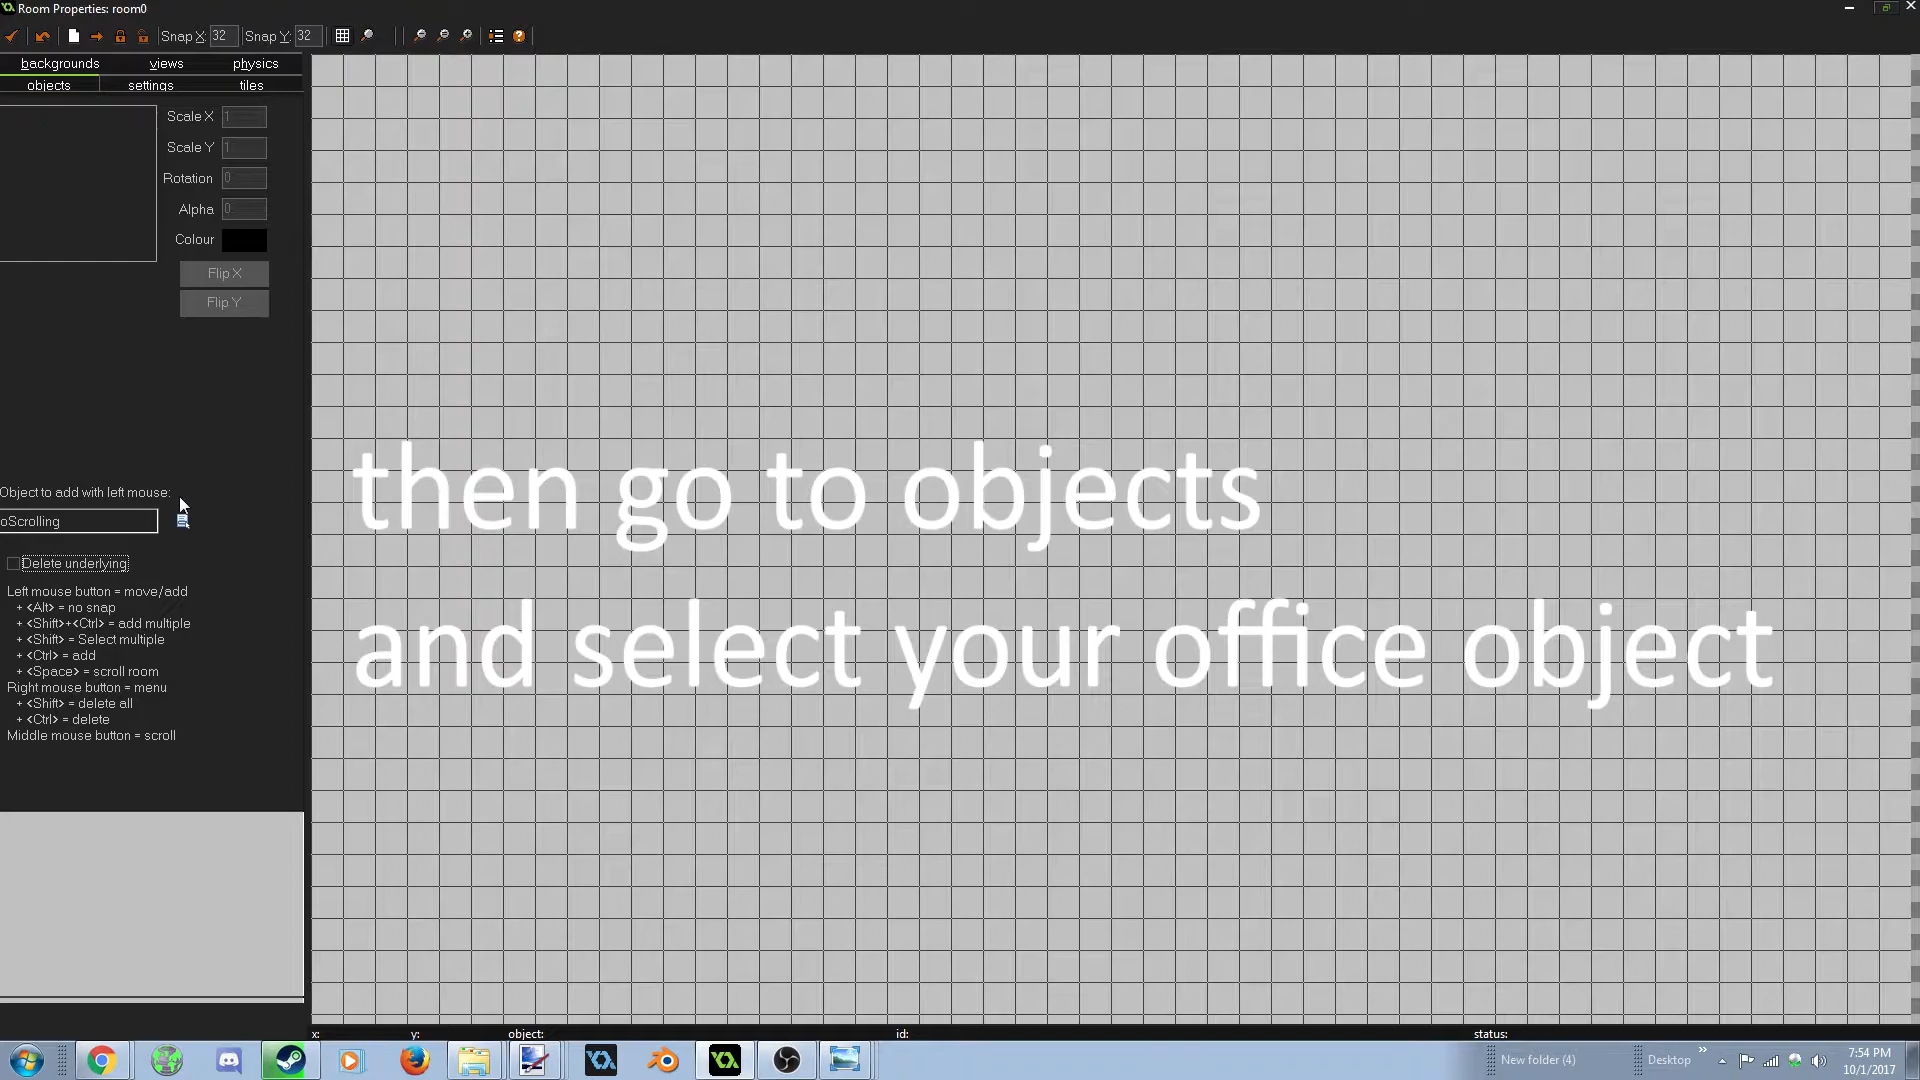 Room Properties: room0
Snap X: 32 Snap Y: 32
backgrounds views physics
objects settings tiles
Scale X 1
Scale Y 1
Rotation 0
Alpha 0
Colour
Flip X
Flip Y
then go to objects
and select your office object
Object to add with left mouse:
oScrolling
Delete underlying
Left mouse button = move/add
+ <Alt> = no snap
+ <Shift>+<Ctrl> = add multiple
+ <Shift> = Select multiple
+ <Ctrl> = add
+ <Space> = scroll room
Right mouse button = menu
+ <Shift> = delete all
+ <Ctrl> = delete
Middle mouse button = scroll
x: y: object: id: status:
New folder (4) Desktop » 7:54 PM
10/1/2017